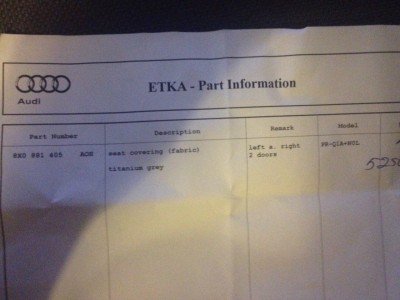 Audi
ETKA - Part Information
Part Number Description Remark Model
881 405 seat covering (fabric) left a. right
2 doors
titanium grey